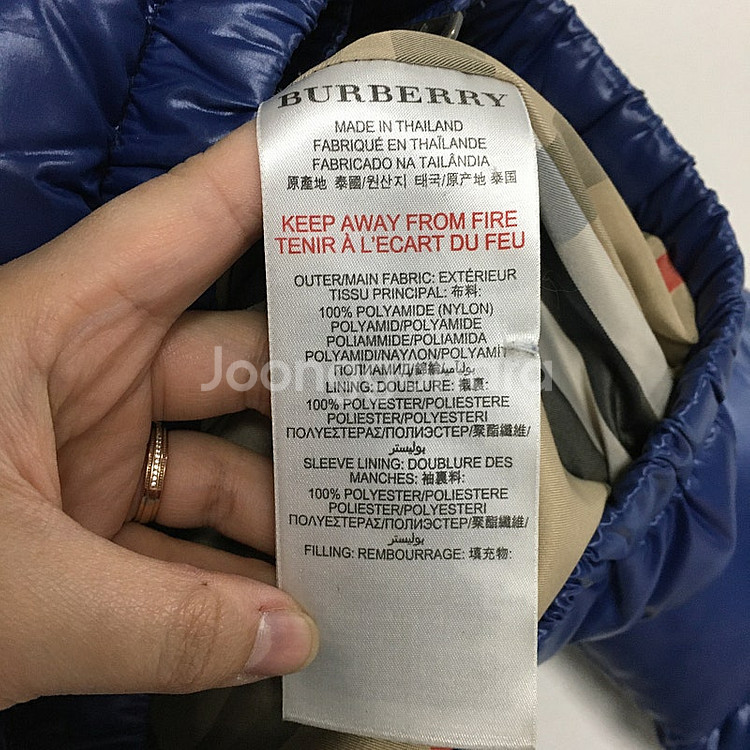 BURBERRY
MADE IN THAILAND
FABRIQUÉ EN THAÏLANDE
FABRICADO NA TAILÂNDIA
原產地 泰國/원산지 태국/原产地 泰国
KEEP AWAY FROM FIRE
TENIR À L'ECART DU FEU
OUTER/MAIN FABRIC: EXTÉRIEUR
TISSU PRINCIPAL: 布料:
100% POLYAMIDE (NYLON)
POLYAMID/POLYAMIDE
POLIAMMIDE/POLIAMIDA
POLYAMIDI/NAYLON/POLYAMIT
LINING: DOUBLURE: 襯裏:
100% POLYESTER/POLIESTERE
POLIESTER/POLYESTERI
ΠΟΛΥΕΣΤΕΡΑΣ/ПОЛИЭСТЕР/聚酯纖維/
بوليستر
SLEEVE LINING: DOUBLURE DES
MANCHES: 袖裏料:
100% POLYESTER/POLIESTERE
POLIESTER/POLYESTERI
ΠΟΛΥΕΣΤΕΡΑΣ/ПОЛИЭСТЕР/聚酯纖維/
بوليستر
FILLING: REMBOURRAGE: 填充物: